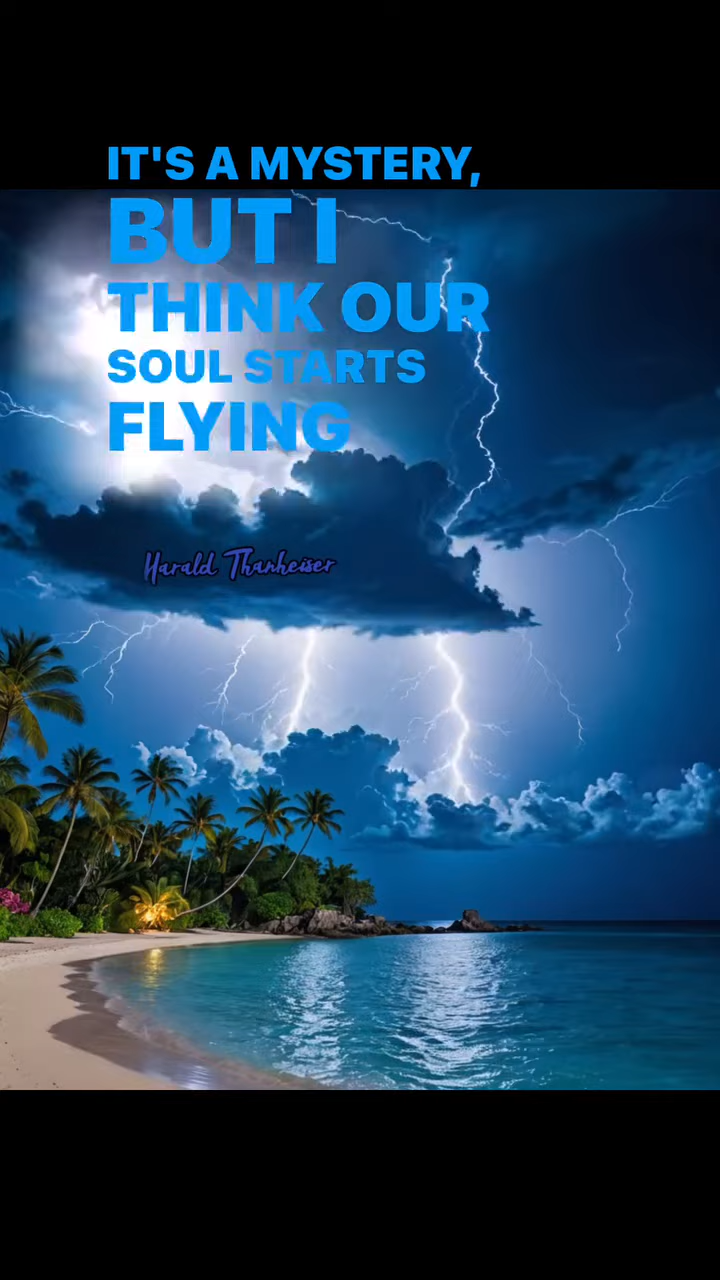 IT'S A MYSTERY,
BUT I
THINK OUR
SOUL STARTS
FLYING
Harald Thanheiser